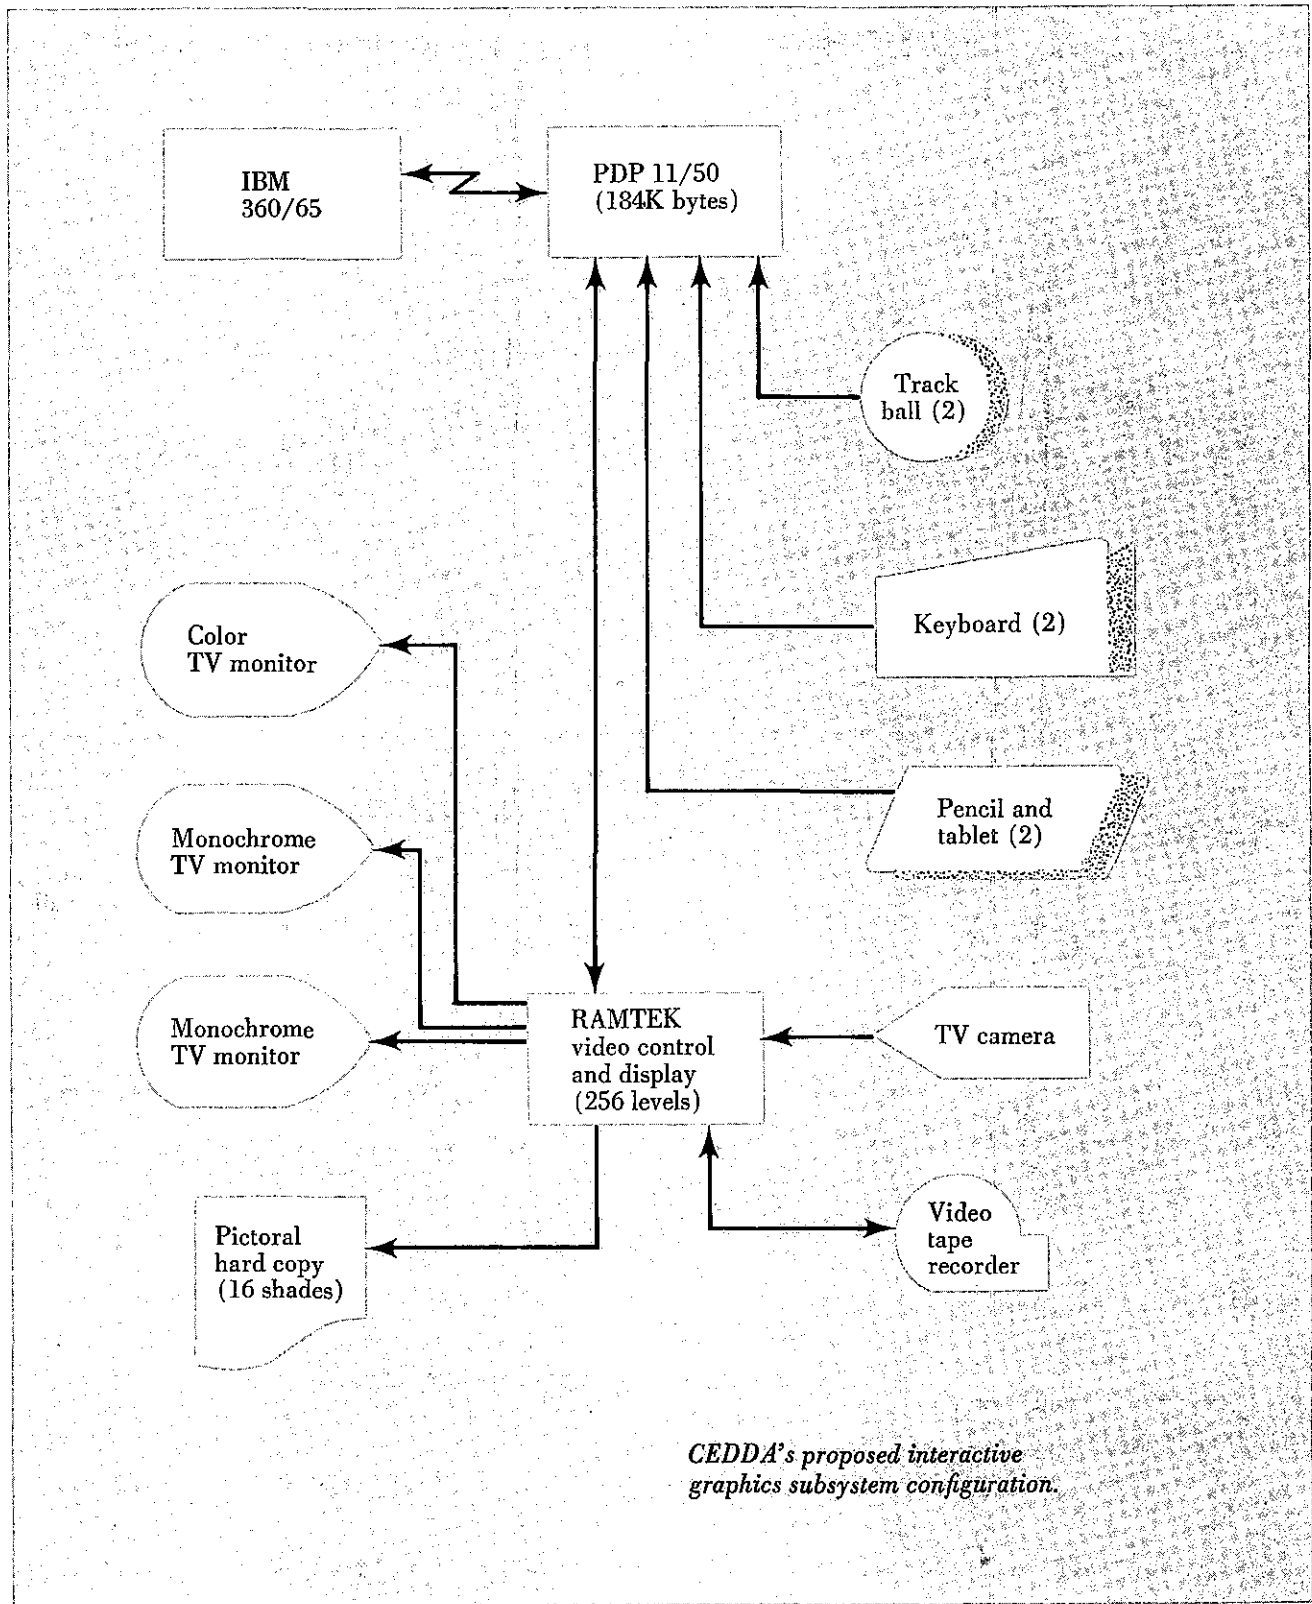 IBM
360/65
PDP 11/50
(184K bytes)
Track
ball (2)
Keyboard (2)
Color
TV monitor
Pencil and
tablet (2)
Monochrome
TV monitor
Monochrome
TV monitor
RAMTEK
video control
and display
(256 levels)
TV camera
Pictoral
hard copy
(16 shades)
Video
tape
recorder
CEDDA's proposed interactive
graphics subsystem configuration.